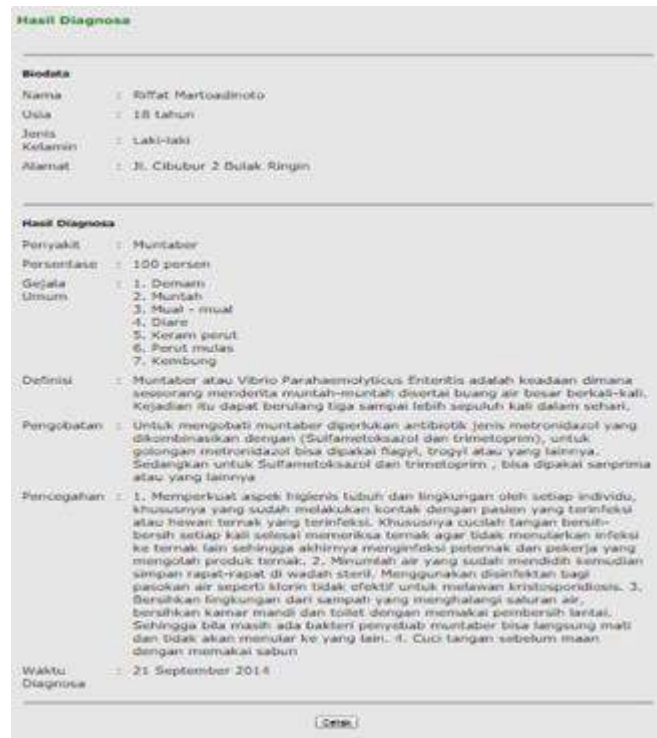 Hasil Diagnosa
Biodata
Nama : Riffat Martoadinoto
Usia : 18 tahun
Jenis Kelamin : Laki-laki
Alamat : Jl. Cibubur 2 Bulak Ringin
Hasil Diagnosa
Penyakit : Muntaber
Persentase : 100 persen
Gejala Umum : 1. Demam
2. Muntah
3. Mual - mual
4. Diare
5. Keram perut
6. Perut mulas
7. Kembung
Definisi : Muntaber atau Vibrio Parahaemolyticus Enteritis adalah keadaan dimana
seseorang menderita muntah-muntah disertai buang air besar berkali-kali.
Kejadian itu dapat berulang tiga sampai lebih sepuluh kali dalam sehari.
Pengobatan : Untuk mengobati muntaber diperlukan antibiotik jenis metronidazol yang
dikombinasikan dengan (Sulfametoksazol dan trimetoprim), untuk
golongan metronidazol bisa dipakai flagyl, trogyl atau yang lainnya.
Sedangkan untuk Sulfametoksazol dan trimetoprim , bisa dipakai sanprima
atau yang lainnya
Pencegahan : 1. Memperkuat aspek higienis tubuh dan lingkungan oleh setiap individu,
khususnya yang sudah melakukan kontak dengan pasien yang terinfeksi
atau hewan ternak yang terinfeksi. Khususnya cucilah tangan bersih-
bersih setiap kali selesai memeriksa ternak agar tidak menularkan infeksi
ke ternak lain sehingga akhirnya menginfeksi peternak dan pekerja yang
mengolah produk ternak. 2. Minumlah air yang sudah mendidih kemudian
simpan rapat-rapat di wadah steril. Menggunakan disinfektan bagi
pasokan air seperti klorin tidak efektif untuk melawan kristosporidiosis. 3.
Bersihkan lingkungan dari sampah yang menghalangi saluran air,
bersihkan kamar mandi dan toilet dengan memakai pembersih lantai.
Sehingga bila masih ada bakteri penyebab muntaber bisa langsung mati
dan tidak akan menular ke yang lain. 4. Cuci tangan sebelum maan
dengan memakai sabun
Waktu Diagnosa : 21 September 2014
Cetak